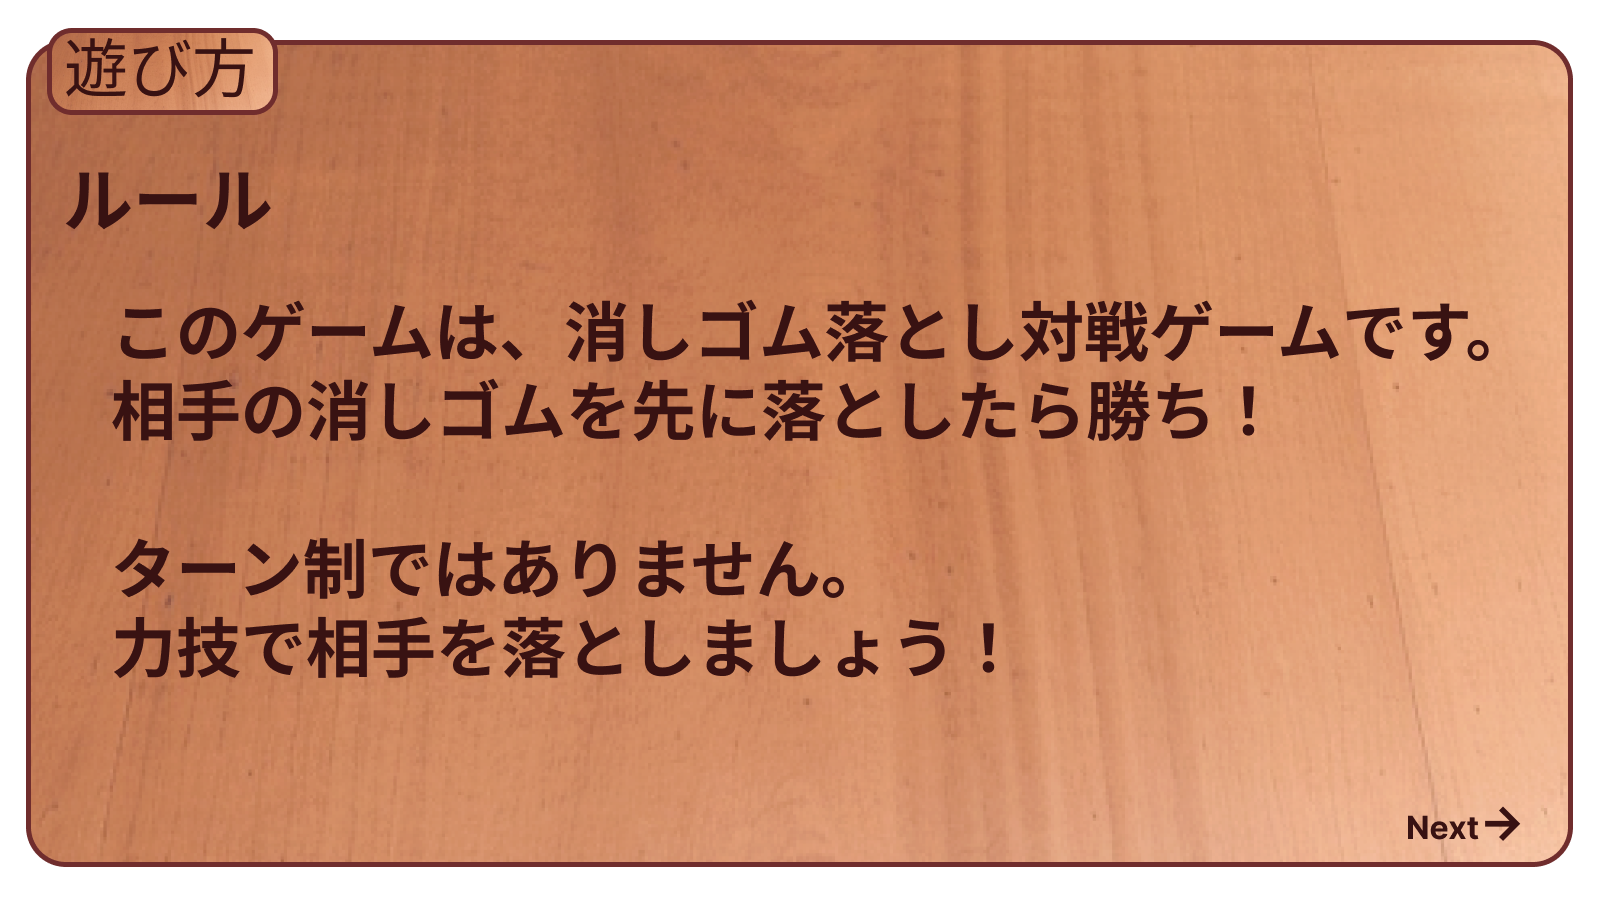 遊び方
ルール
このゲームは、消しゴム落とし対戦ゲームです。
相手の消しゴムを先に落としたら勝ち！
ターン制ではありません。
力技で相手を落としましょう！
Next→